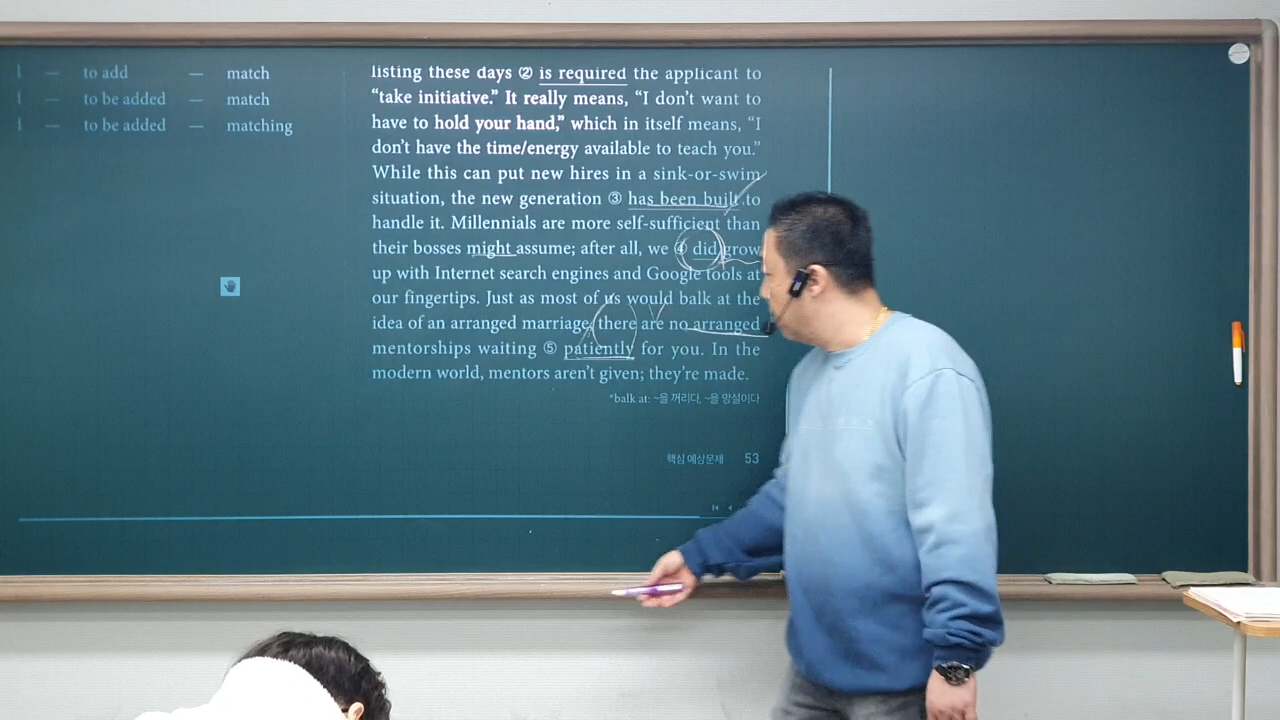 to add — match
to be added — match
to be added — matching
listing these days ② is required the applicant to
“take initiative.” It really means, “I don’t want to
have to hold your hand,” which in itself means, “I
don’t have the time/energy available to teach you.”
While this can put new hires in a sink-or-swim
situation, the new generation ③ has been built to
handle it. Millennials are more self-sufficient than
their bosses might assume; after all, we ④ did grow
up with Internet search engines and Google tools at
our fingertips. Just as most of us would balk at the
idea of an arranged marriage, there are no arranged
mentorships waiting ⑤ patiently for you. In the
modern world, mentors aren’t given; they’re made.
*balk at: ~을 꺼리다, ~을 망설이다
핵심 예상문제 53